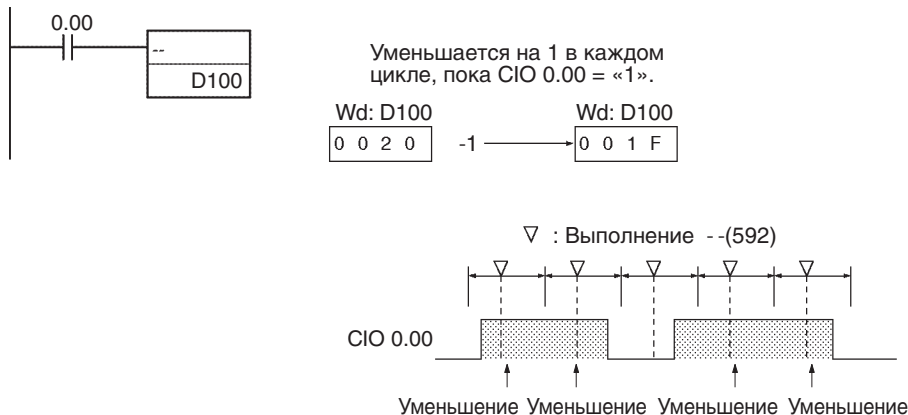 0.00
--
D100
Уменьшается на 1 в каждом
цикле, пока CIO 0.00 = «1».
Wd: D100 Wd: D100
0 0 2 0 -1 0 0 1 F
: Выполнение --(592)
CIO 0.00
Уменьшение Уменьшение Уменьшение Уменьшение